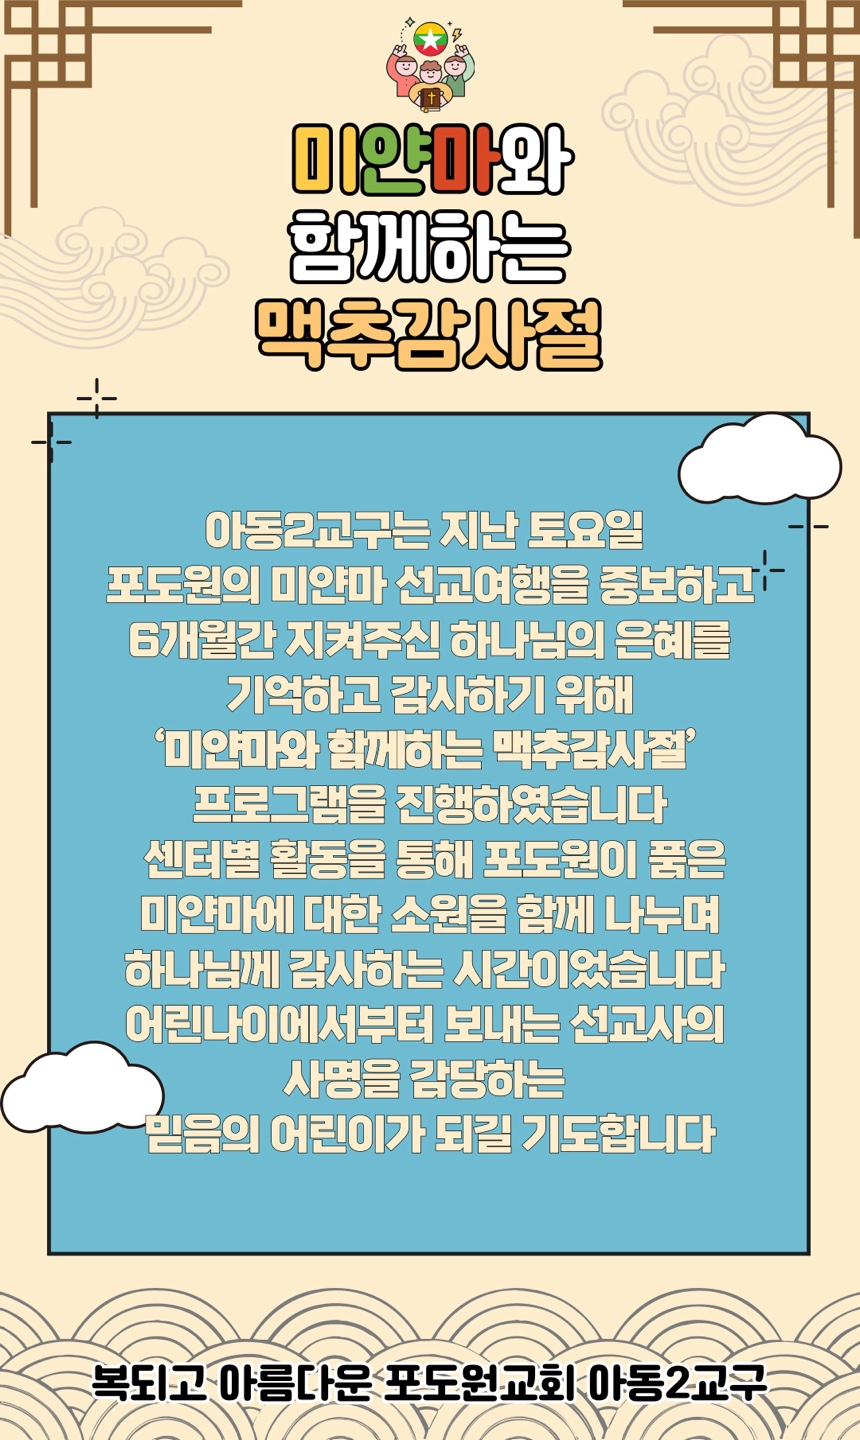 미얀마와
함께하는
맥추감사절
아동2교구는 지난 토요일
포도원의 미얀마 선교여행을 중보하고
6개월간 지켜주신 하나님의 은혜를
기억하고 감사하기 위해
‘미얀마와 함께하는 맥추감사절’
프로그램을 진행하였습니다
센터별 활동을 통해 포도원이 품은
미얀마에 대한 소원을 함께 나누며
하나님께 감사하는 시간이었습니다
어린나이에서부터 보내는 선교사의
사명을 감당하는
믿음의 어린이가 되길 기도합니다
복되고 아름다운 포도원교회 아동2교구